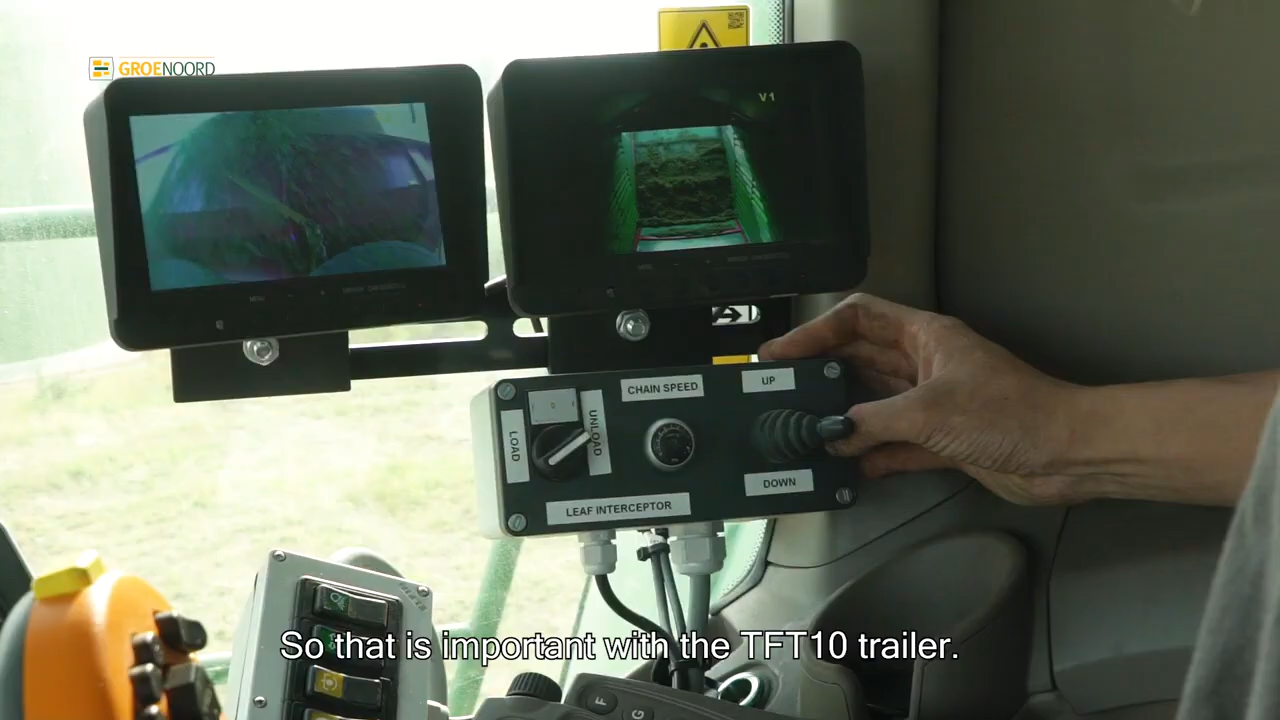 GROENOORD
V1
CHAIN SPEED
UP
LOAD
UNLOAD
DOWN
LEAF INTERCEPTOR
F
G
So that is important with the TFT10 trailer.